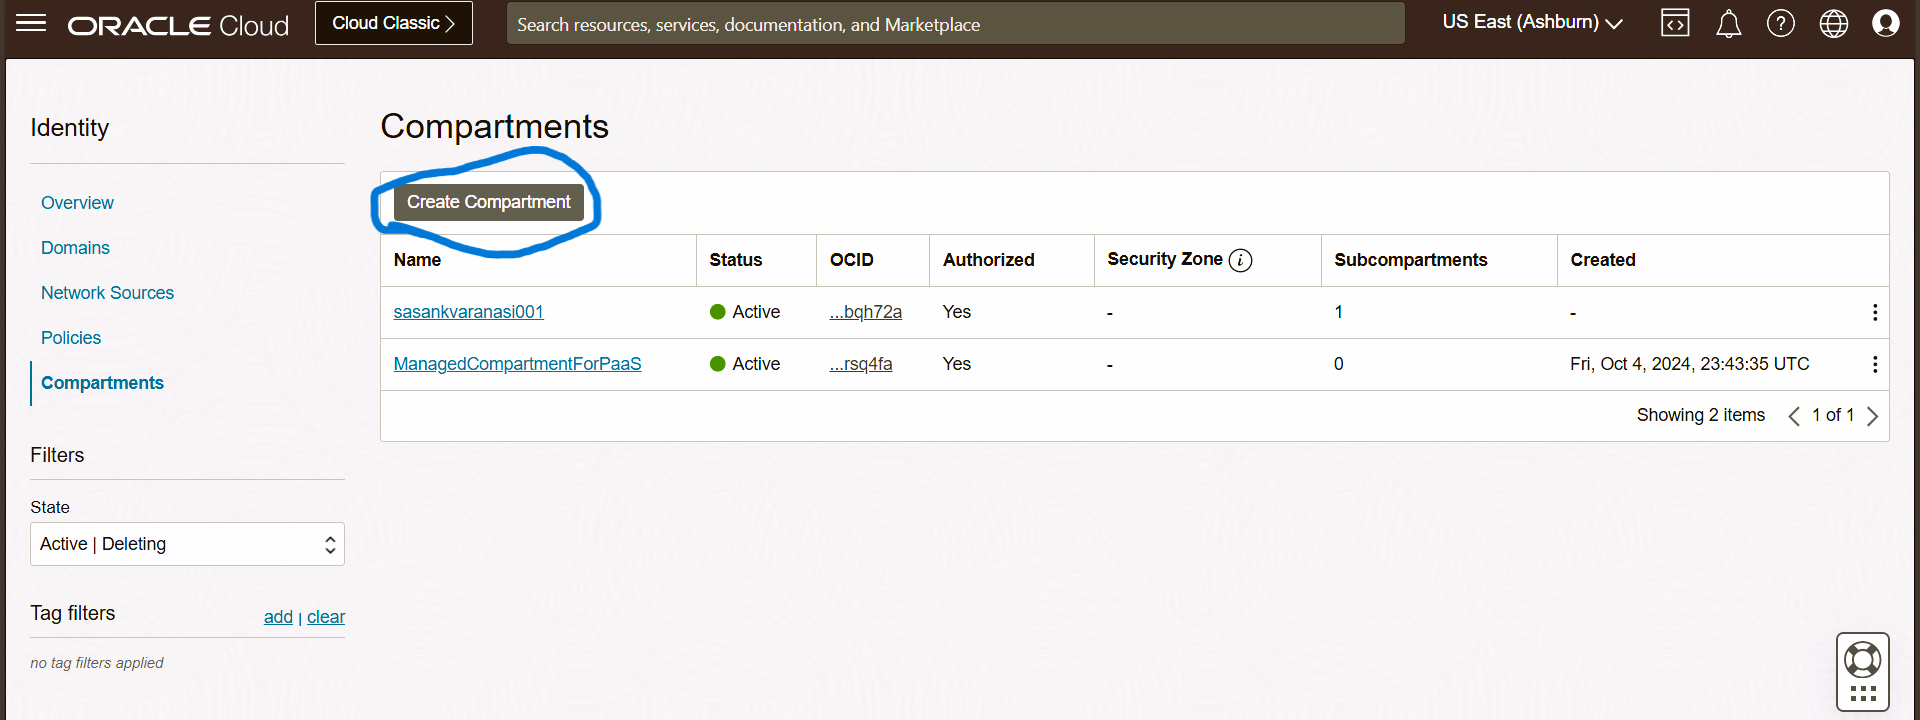 ORACLE Cloud
Cloud Classic
Search resources, services, documentation, and Marketplace
US East (Ashburn)
Identity
Overview
Domains
Network Sources
Policies
Compartments
Filters
State
Active | Deleting
Tag filters
add | clear
no tag filters applied
Compartments
Create Compartment
Name Status OCID Authorized Security Zone i Subcompartments Created
sasankvaranasi001 Active ...bqh72a Yes - 1 -
ManagedCompartmentForPaaS Active ...rsq4fa Yes - 0 Fri, Oct 4, 2024, 23:43:35 UTC
Showing 2 items 1 of 1